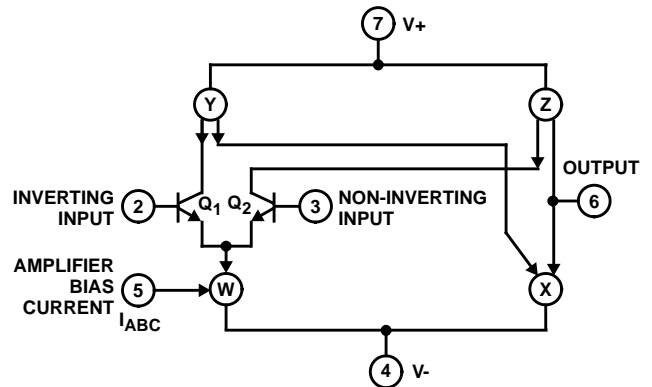 7 V+
Y
Z
OUTPUT
6
INVERTING
INPUT
2
Q1
Q2
3
NON-INVERTING
INPUT
AMPLIFIER
BIAS
CURRENT
IABC
5
W
X
4 V-